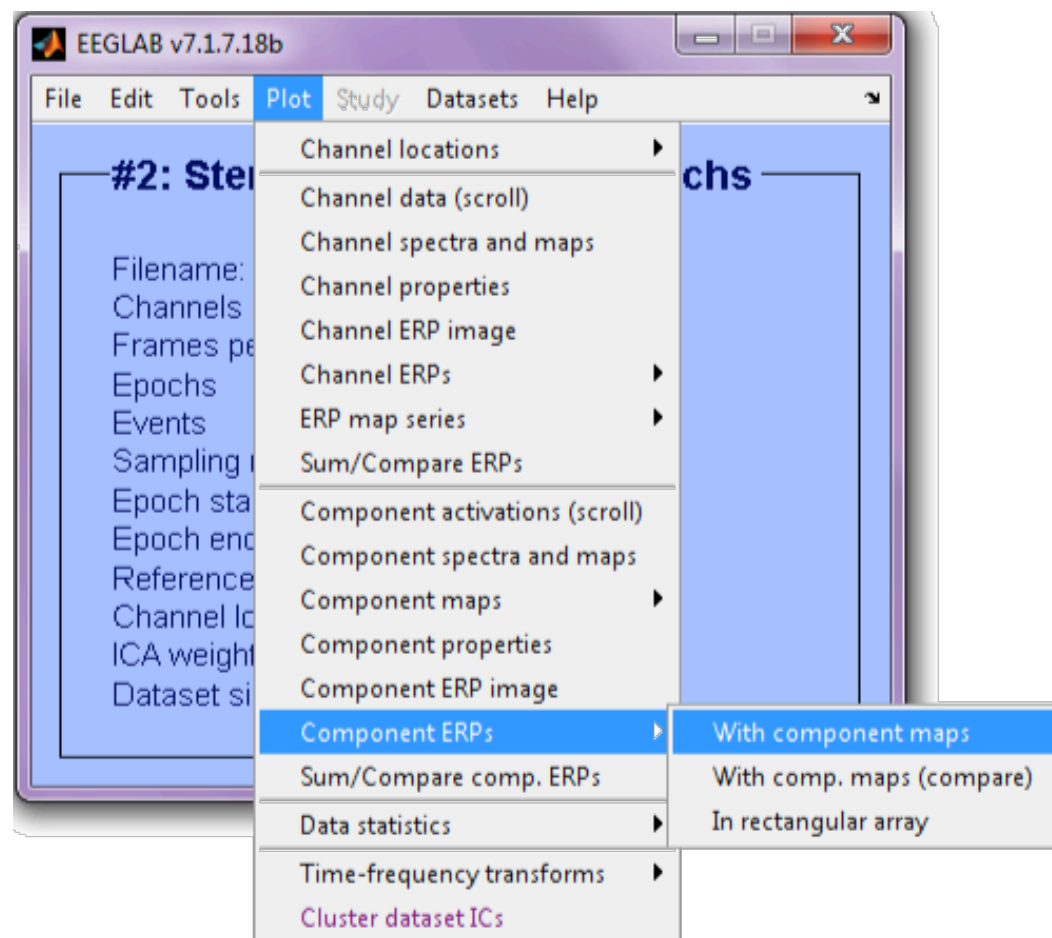 EEGLAB v7.1.7.18b
File Edit Tools Plot Study Datasets Help
#2: Ster chs
Filename:
Channels
Frames pe
Epochs
Events
Sampling r
Epoch sta
Epoch end
Reference
Channel lo
ICA weight
Dataset si
Channel locations
Channel data (scroll)
Channel spectra and maps
Channel properties
Channel ERP image
Channel ERPs
ERP map series
Sum/Compare ERPs
Component activations (scroll)
Component spectra and maps
Component maps
Component properties
Component ERP image
Component ERPs
Sum/Compare comp. ERPs
Data statistics
Time-frequency transforms
Cluster dataset ICs
With component maps
With comp. maps (compare)
In rectangular array